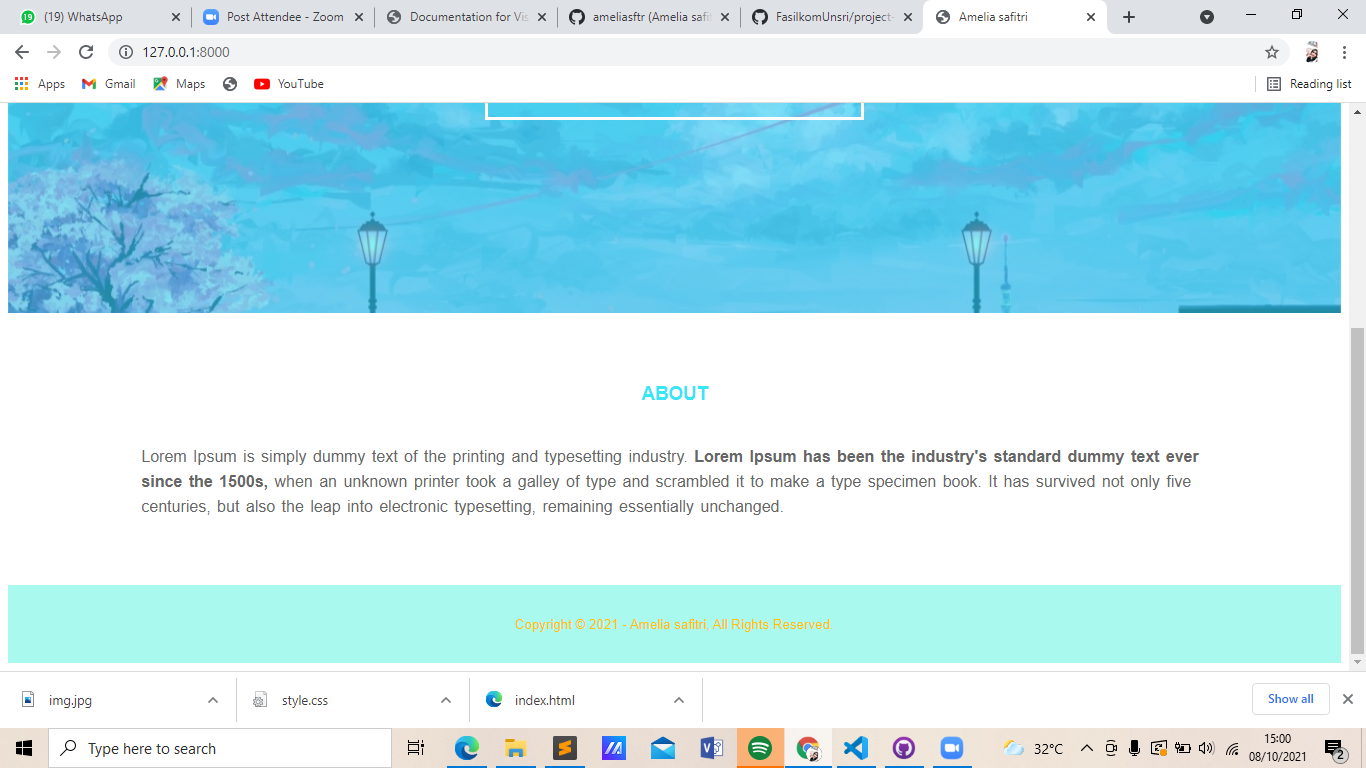 (19) WhatsApp
Post Attendee - Zoom
Documentation for Vis
ameliasftr (Amelia safit
FasilkomUnsri/project-
Amelia safitri
127.0.0.1:8000
Apps
Gmail
Maps
YouTube
Reading list
ABOUT
Lorem Ipsum is simply dummy text of the printing and typesetting industry. Lorem Ipsum has been the industry's standard dummy text ever
since the 1500s, when an unknown printer took a galley of type and scrambled it to make a type specimen book. It has survived not only five
centuries, but also the leap into electronic typesetting, remaining essentially unchanged.
Copyright © 2021 - Amelia safitri. All Rights Reserved.
img.jpg
style.css
index.html
Show all
Type here to search
32°C
15:00
08/10/2021
2